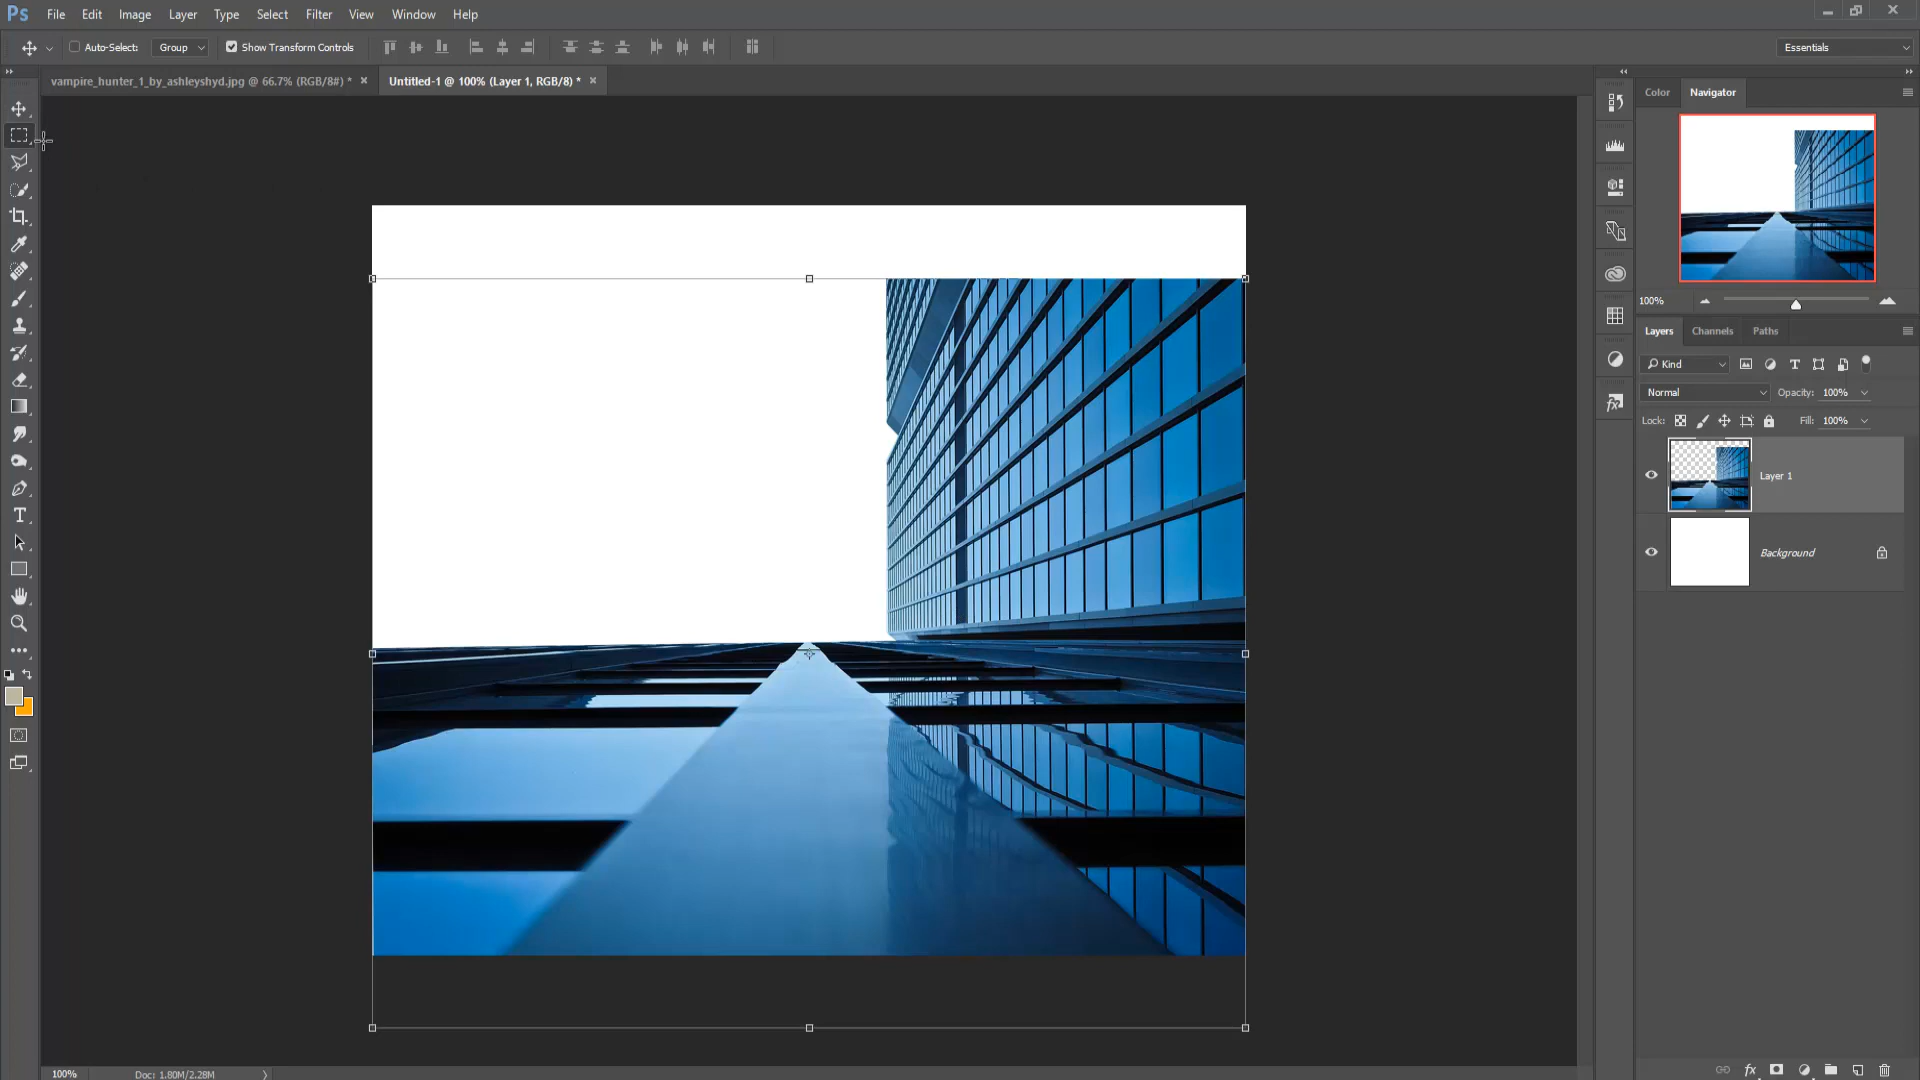 Ps File Edit Image Layer Type Select Filter View Window Help
Auto-Select: Group Show Transform Controls Essentials
vampire_hunter_1_by_ashleyshyd.jpg @ 66.7% (RGB/8#) * × Untitled-1 @ 100% (Layer 1, RGB/8) * ×
Color Navigator
100%
Layers Channels Paths
Kind
Normal Opacity: 100%
Lock: Fill: 100%
Layer 1
Background
100% Doc: 1.80M/2.28M